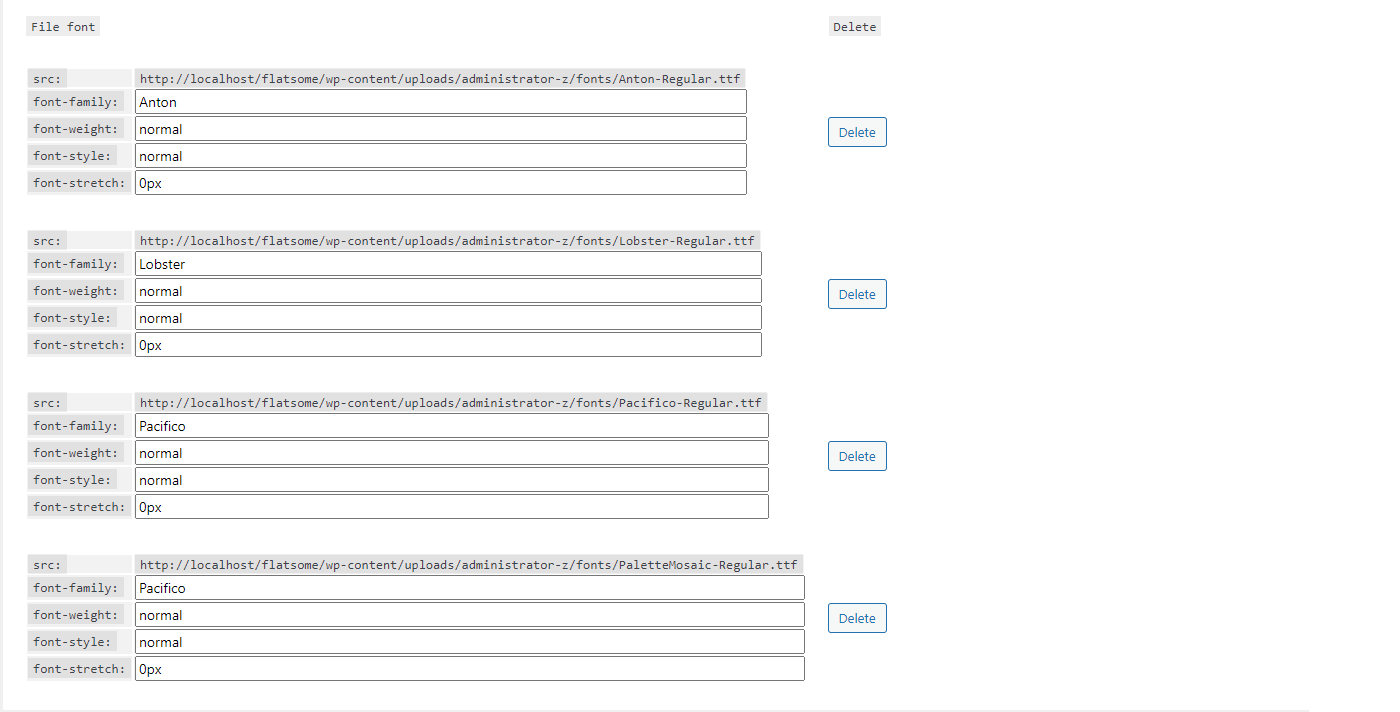 File font Delete
src: http://localhost/flatsome/wp-content/uploads/administrator-z/fonts/Anton-Regular.ttf
font-family: Anton
font-weight: normal
Delete
font-style: normal
font-stretch: 0px
src: http://localhost/flatsome/wp-content/uploads/administrator-z/fonts/Lobster-Regular.ttf
font-family: Lobster
font-weight: normal
Delete
font-style: normal
font-stretch: 0px
src: http://localhost/flatsome/wp-content/uploads/administrator-z/fonts/Pacifico-Regular.ttf
font-family: Pacifico
font-weight: normal
Delete
font-style: normal
font-stretch: 0px
src: http://localhost/flatsome/wp-content/uploads/administrator-z/fonts/PaletteMosaic-Regular.ttf
font-family: Pacifico
font-weight: normal
Delete
font-style: normal
font-stretch: 0px